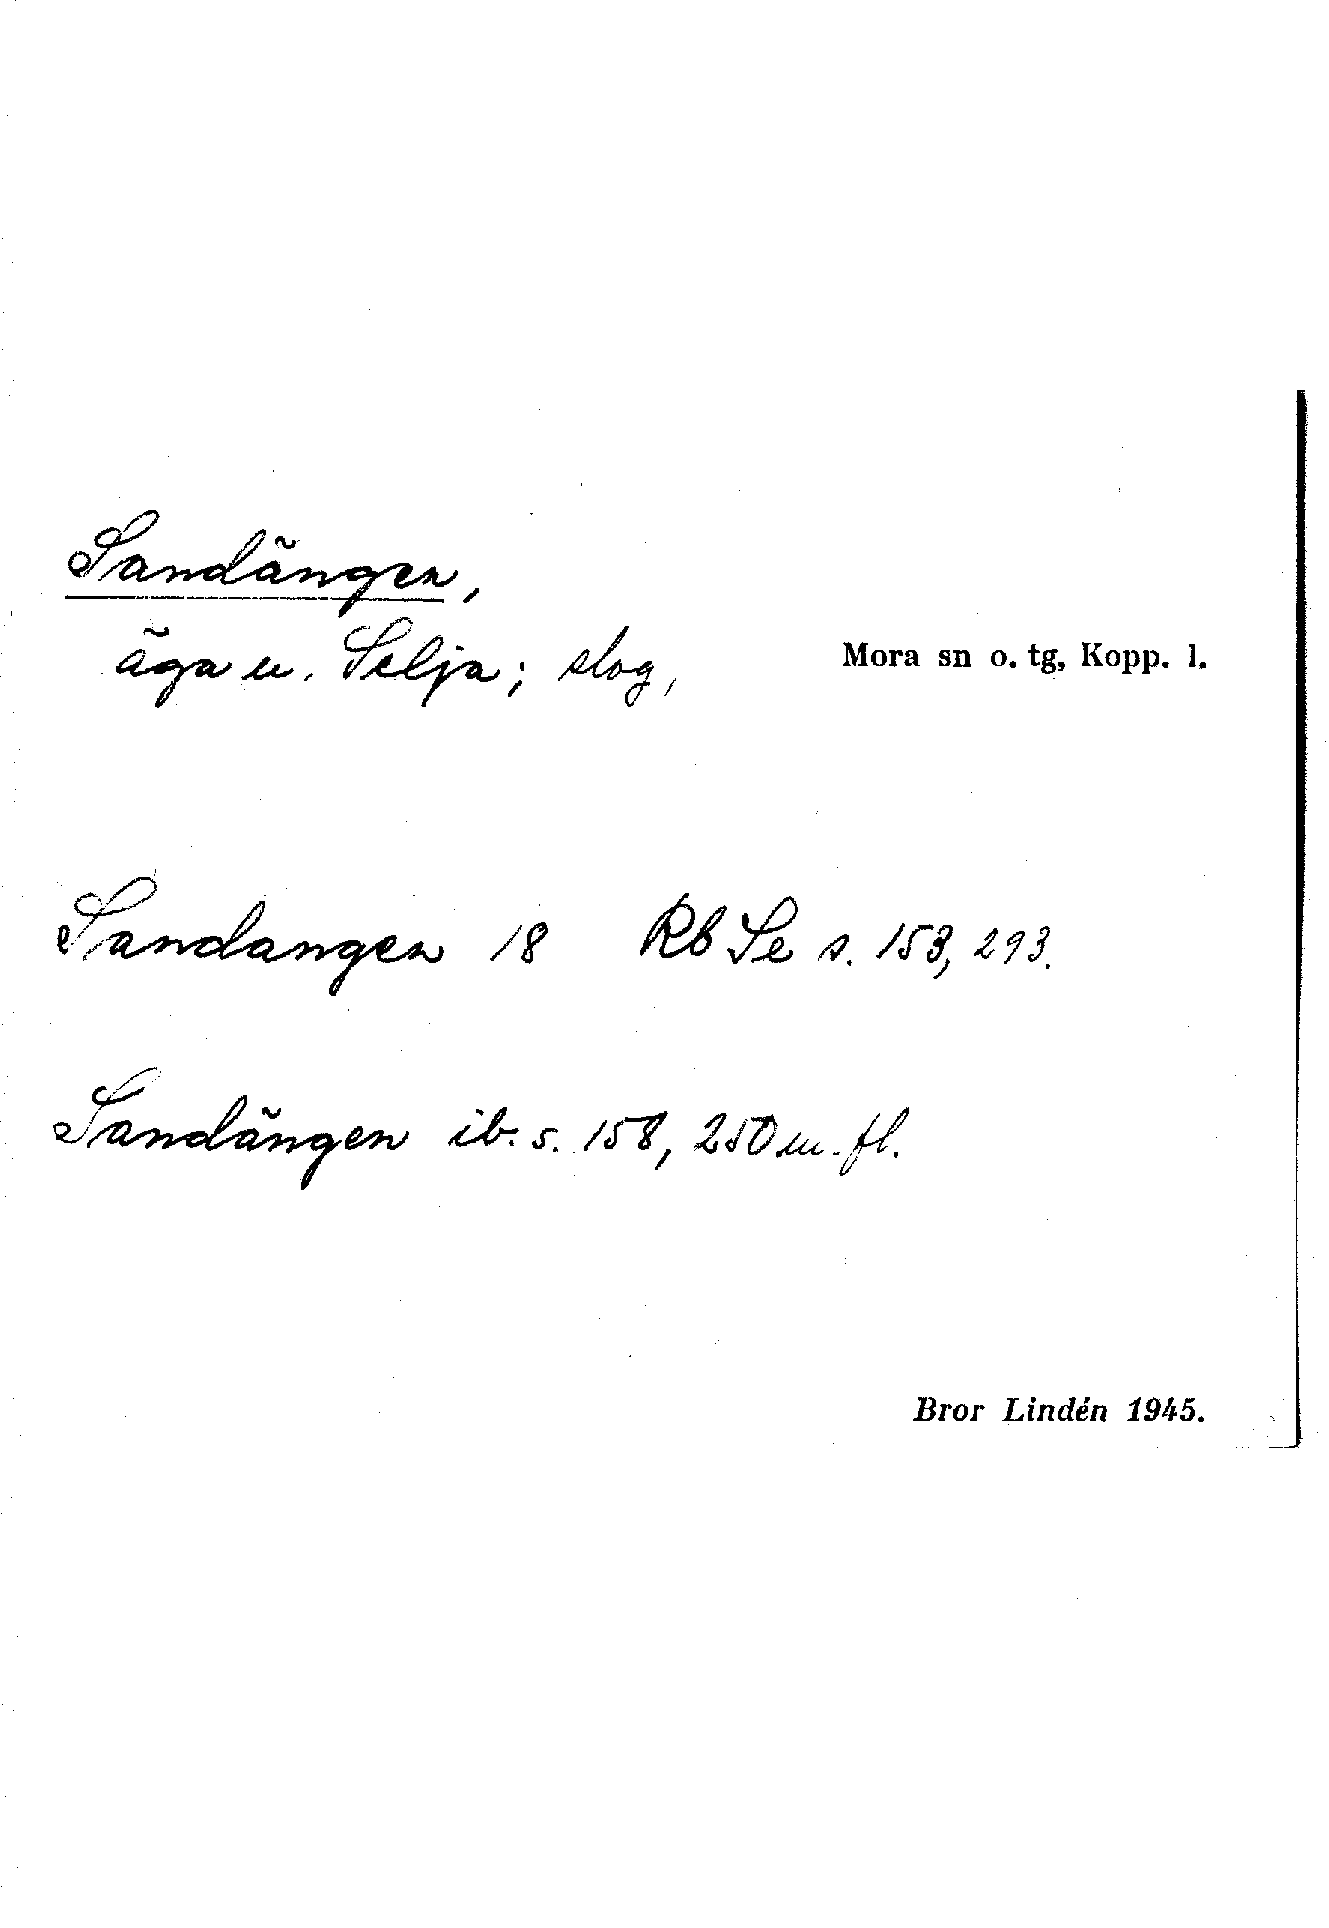 Sandängen,
äga u. Selja; slog,
Mora sn o. tg, Kopp. l.
Sandangen 18 Rb Se s. 153, 293.
Sandängen ib. s. 158, 250 m. fl.
Bror Lindén 1945.